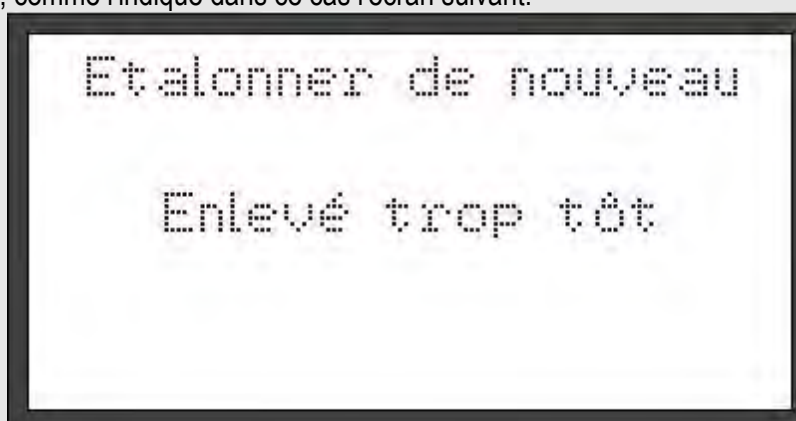 , comme l'indique dans ce cas l'écran suivant:
Etalonner de nouveau
Enlevé trop tôt